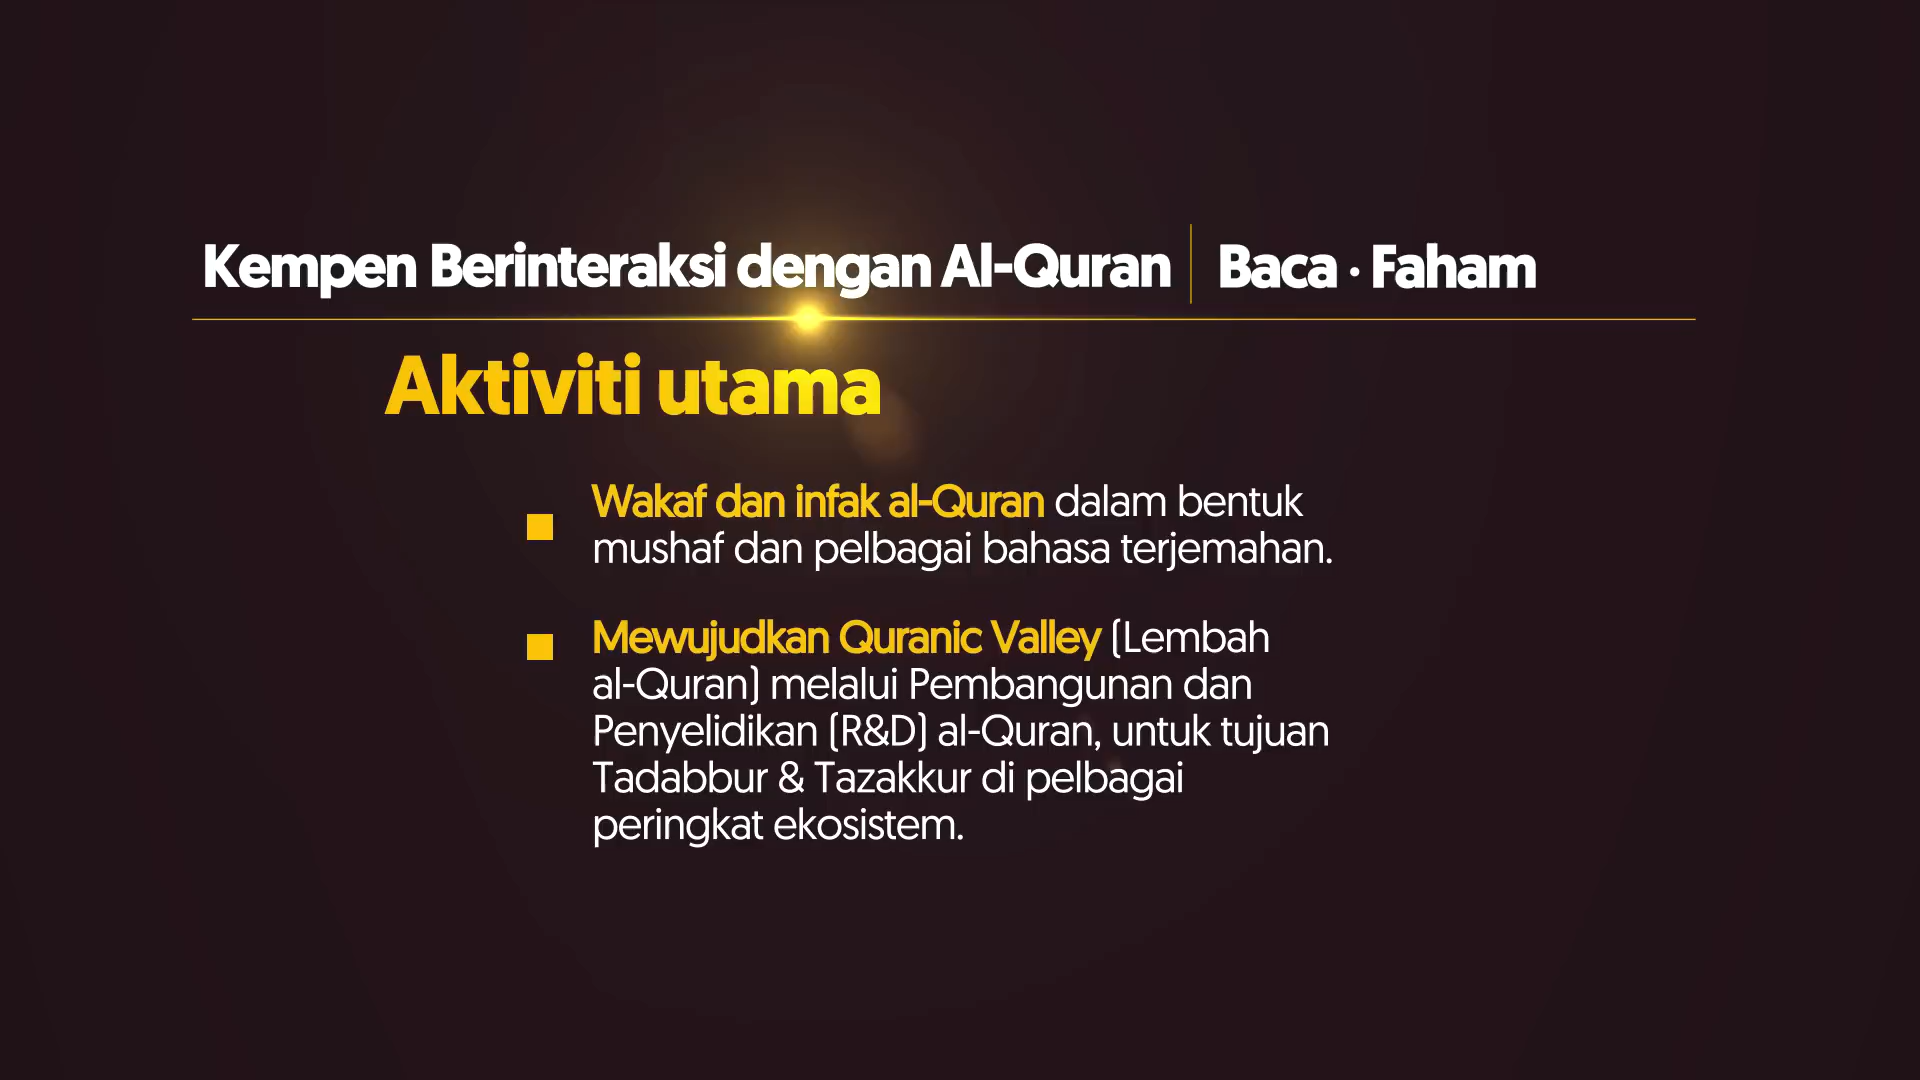 Kempen Berinteraksi dengan Al-Quran Baca · Faham
Aktiviti utama
Wakaf dan infak al-Quran dalam bentuk
mushaf dan pelbagai bahasa terjemahan.
Mewujudkan Quranic Valley (Lembah
al-Quran) melalui Pembangunan dan
Penyelidikan (R&D) al-Quran, untuk tujuan
Tadabbur & Tazakkur di pelbagai
peringkat ekosistem.